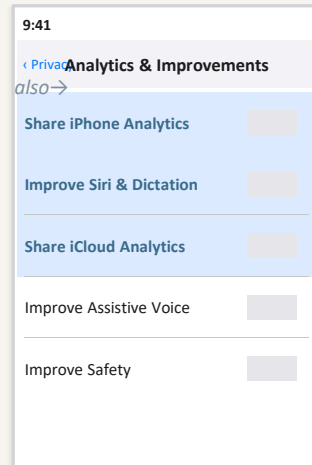 9:41
‹ Privac
Analytics & Improvements
also→
Share iPhone Analytics
Improve Siri & Dictation
Share iCloud Analytics
Improve Assistive Voice
Improve Safety